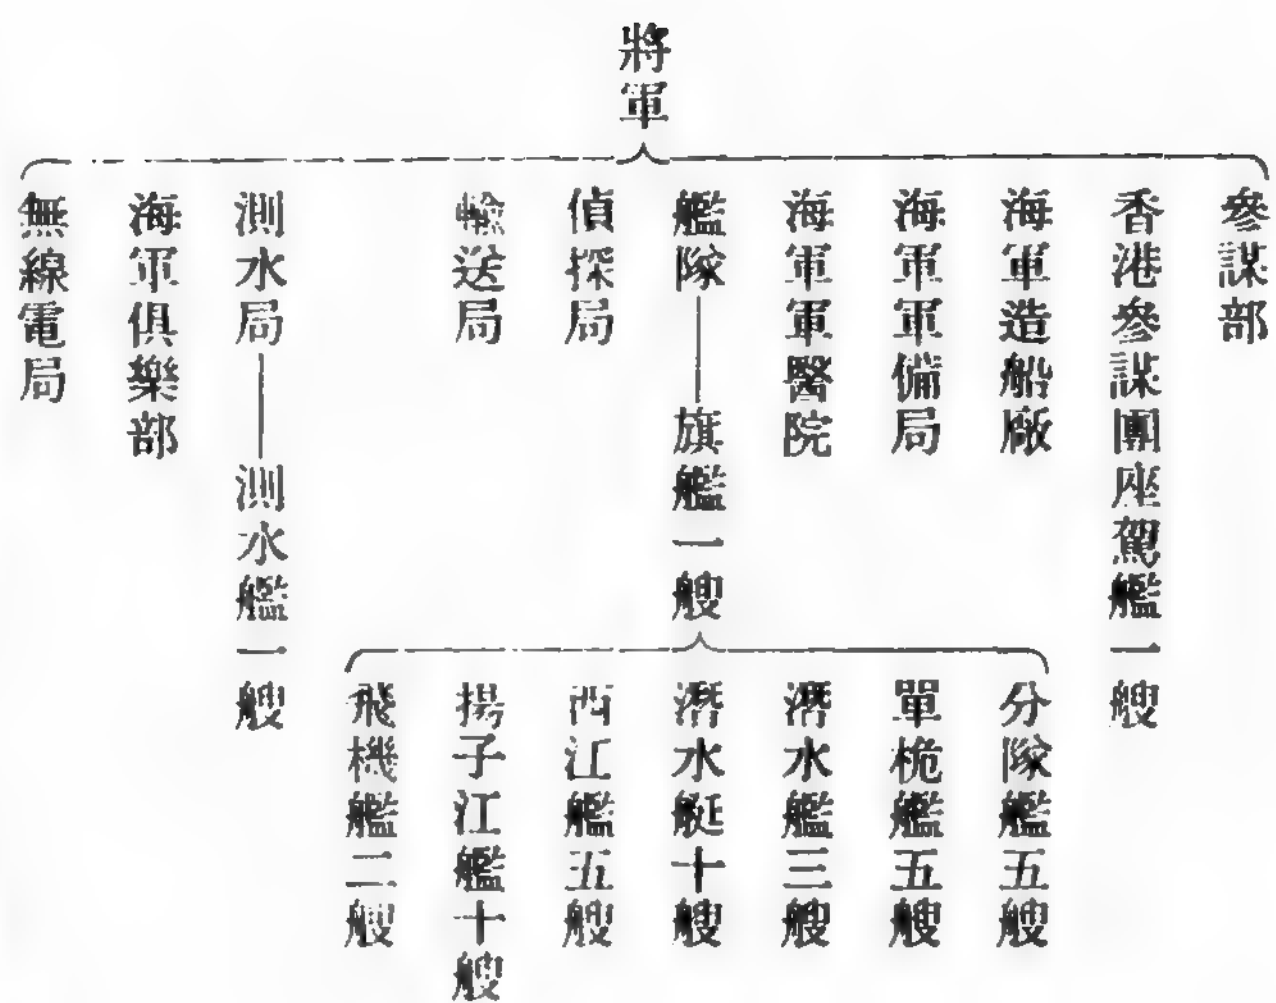 將軍
參謀部
香港參謀團座駕艦一艘
海軍造船廠
海軍軍備局
海軍軍醫院
艦隊
旗艦一艘
分隊艦五艘
單桅艦五艘
潛水艦三艘
潛水艇十艘
西江艦五艘
揚子江艦十艘
飛機艦二艘
偵探局
輸送局
測水局
測水艦一艘
海軍俱樂部
無線電局